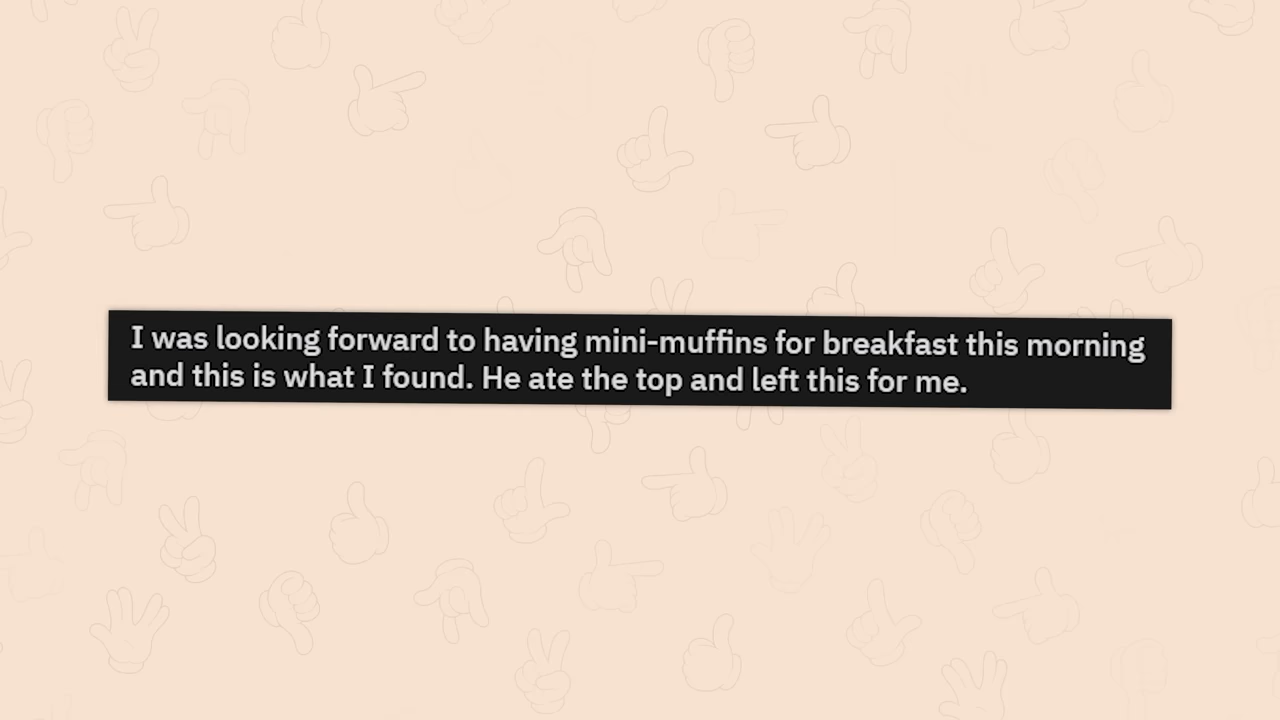 I was looking forward to having mini-muffins for breakfast this morning
and this is what I found. He ate the top and left this for me.